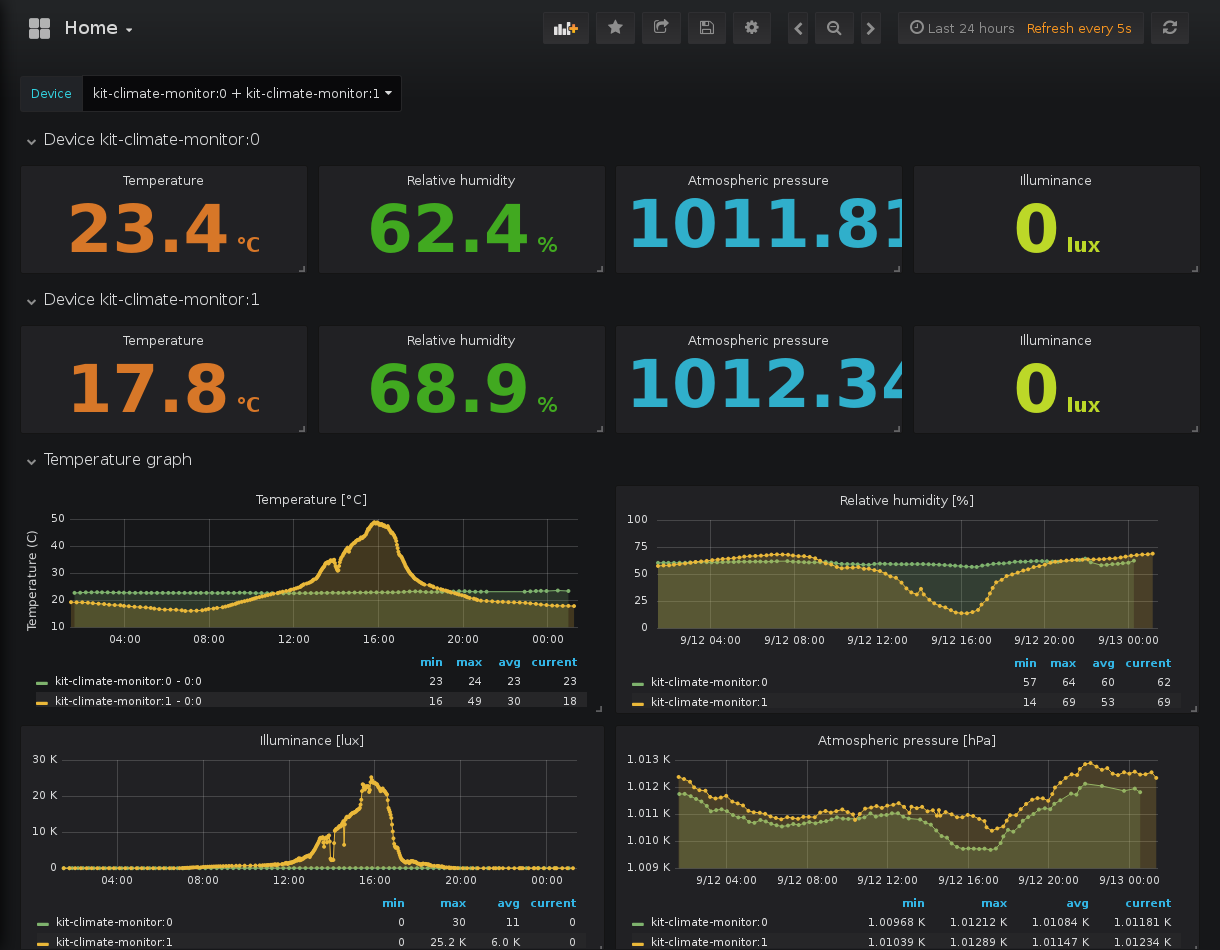 Home
Last 24 hours Refresh every 5s
Device kit-climate-monitor:0 + kit-climate-monitor:1
Device kit-climate-monitor:0
Temperature Relative humidity Atmospheric pressure Illuminance
23.4 °C 62.4 % 1011.81 0 lux
Device kit-climate-monitor:1
Temperature Relative humidity Atmospheric pressure Illuminance
17.8 °C 68.9 % 1012.34 0 lux
Temperature graph
Temperature [°C]
Temperature (C)
50
40
30
20
10
04:00 08:00 12:00 16:00 20:00 00:00
min max avg current
kit-climate-monitor:0 - 0:0 23 24 23 23
kit-climate-monitor:1 - 0:0 16 49 30 18
Relative humidity [%]
100
75
50
25
0
9/12 04:00 9/12 08:00 9/12 12:00 9/12 16:00 9/12 20:00 9/13 00:00
min max avg current
kit-climate-monitor:0 57 64 60 62
kit-climate-monitor:1 14 69 53 69
Illuminance [lux]
30 K
20 K
10 K
0
04:00 08:00 12:00 16:00 20:00 00:00
min max avg current
kit-climate-monitor:0 0 30 11 0
kit-climate-monitor:1 0 25.2 K 6.0 K 0
Atmospheric pressure [hPa]
1.013 K
1.012 K
1.011 K
1.010 K
1.009 K
9/12 04:00 9/12 08:00 9/12 12:00 9/12 16:00 9/12 20:00 9/13 00:00
min max avg current
kit-climate-monitor:0 1.00968 K 1.01212 K 1.01084 K 1.01181 K
kit-climate-monitor:1 1.01039 K 1.01289 K 1.01147 K 1.01234 K